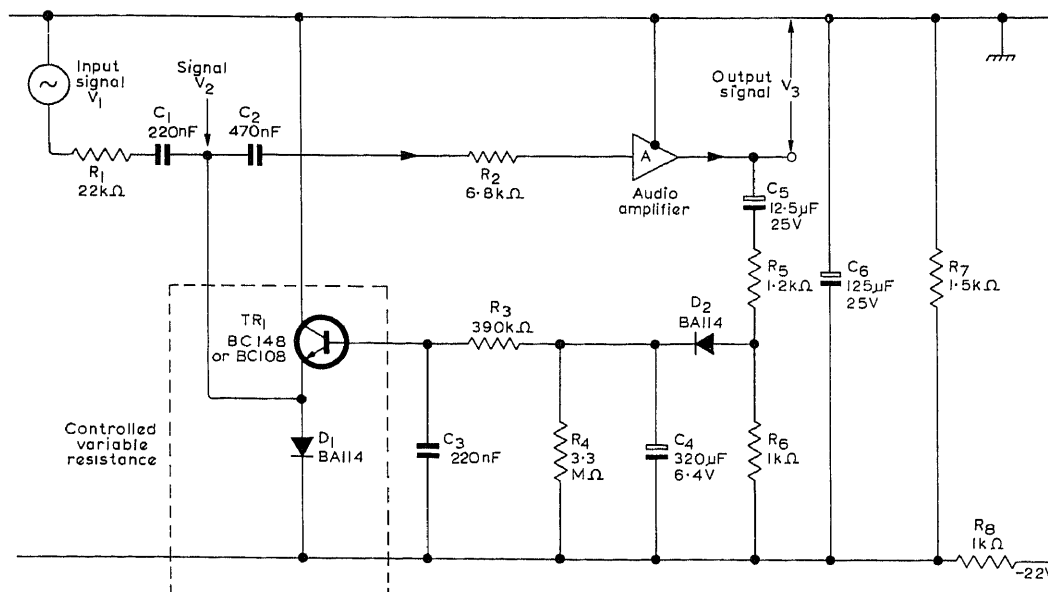 Input
signal
V₁
Signal
V₂
C₁
220nF
C₂
470nF
R₁
22kΩ
R₂
6·8kΩ
A
Audio
amplifier
Output
signal
V₃
C₅
12·5μF
25V
R₅
1·2kΩ
C₆
125μF
25V
R₇
1·5kΩ
TR₁
BC148
or BC108
R₃
390kΩ
D₂
BA114
Controlled
variable
resistance
D₁
BA114
C₃
220nF
R₄
3·3
MΩ
C₄
320μF
6·4V
R₆
1kΩ
R₈
1kΩ
-22V